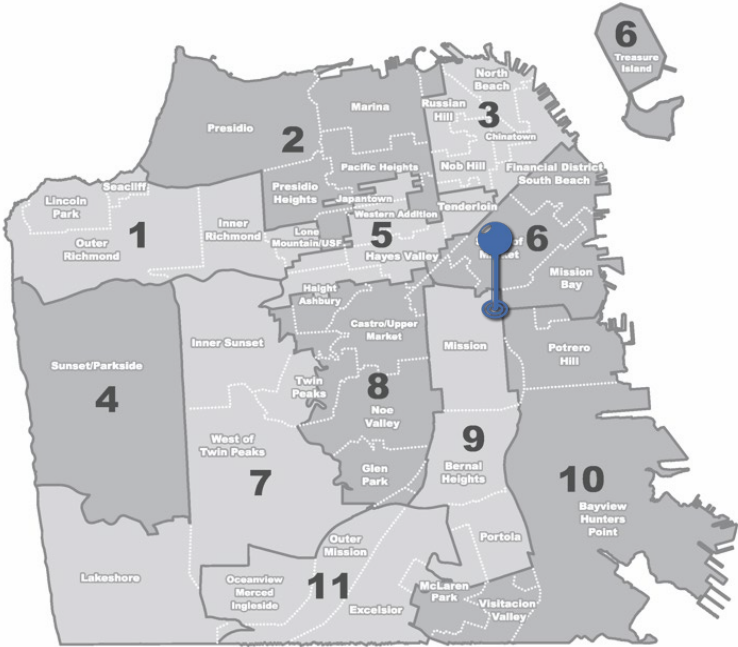 6
Treasure
Island
North
Beach
Marina
Russian
Hill
3
Presidio
2
Chinatown
Pacific Heights
Nob Hill
Financial District
South Beach
Seacliff
Presidio
Heights
Japantown
Lincoln
Park
Western Addition
Tenderloin
1
Inner
Richmond
Lone
Mountain/USF
5
6
of
Outer
Richmond
Hayes Valley
Mission
Bay
Haight
Ashbury
Castro/Upper
Market
Inner Sunset
Mission
Potrero
Hill
Sunset/Parkside
4
Twin
Peaks
8
Noe
Valley
West of
Twin Peaks
9
7
Glen
Park
Bernal
Heights
10
Bayview
Hunters
Point
Outer
Mission
Portola
Lakeshore
Oceanview
Merced
Ingleside
11
Excelsior
McLaren
Park
Visitacion
Valley